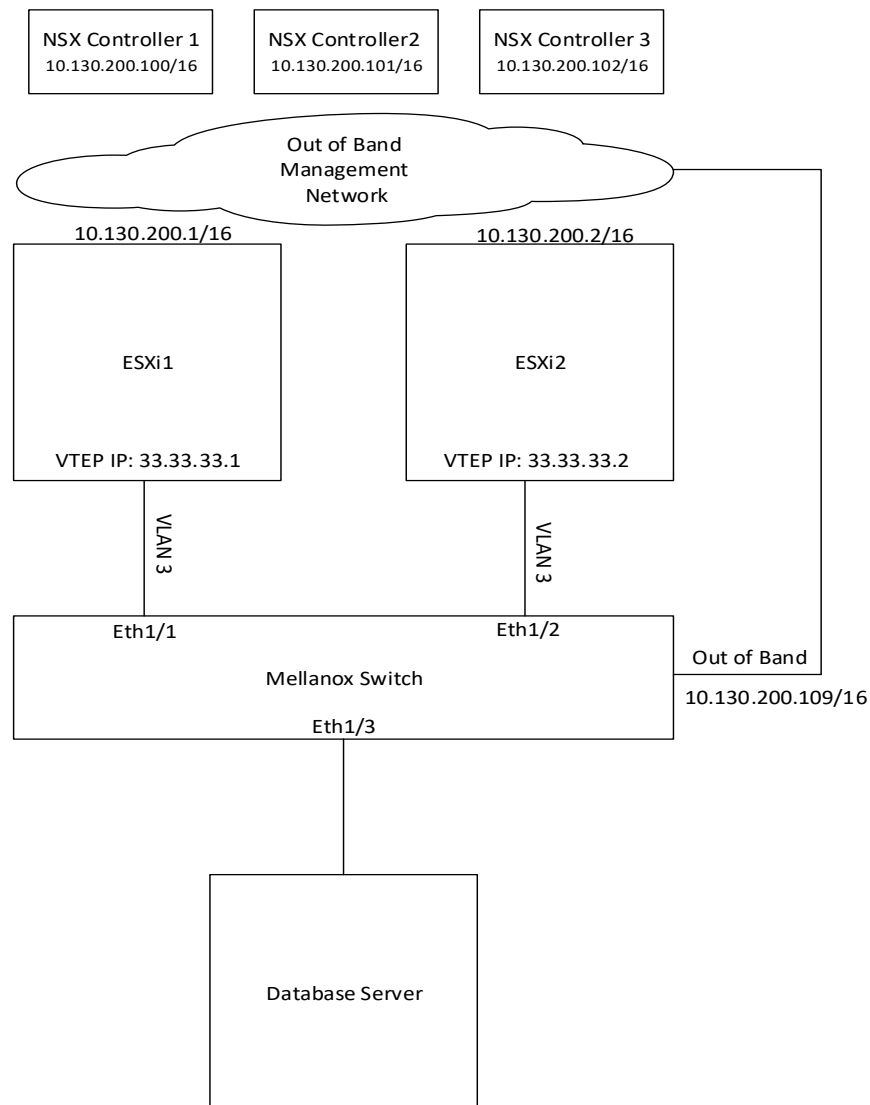 NSX Controller 1
10.130.200.100/16
NSX Controller2
10.130.200.101/16
NSX Controller 3
10.130.200.102/16
Out of Band
Management
Network
10.130.200.1/16
10.130.200.2/16
ESXi1
ESXi2
VTEP IP: 33.33.33.1
VTEP IP: 33.33.33.2
VLAN 3
VLAN 3
Eth1/1
Eth1/2
Mellanox Switch
Eth1/3
Out of Band
10.130.200.109/16
Database Server